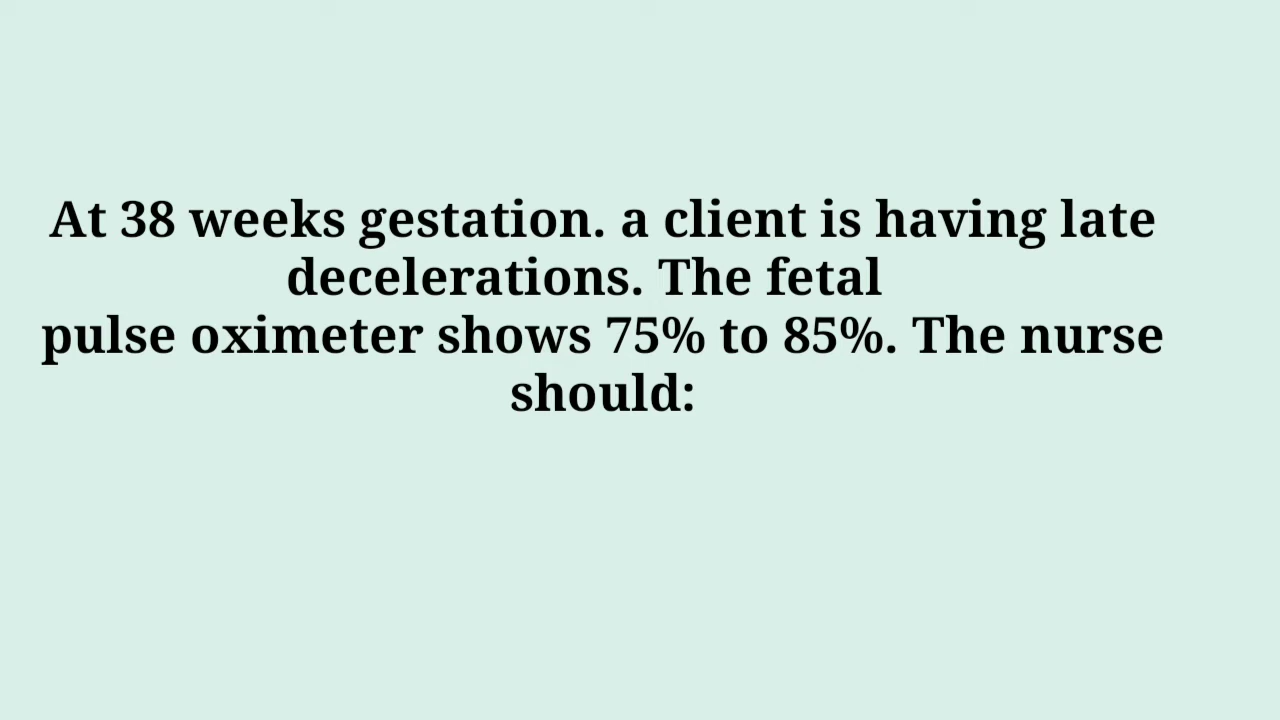 At 38 weeks gestation. a client is having late
decelerations. The fetal
pulse oximeter shows 75% to 85%. The nurse
should: